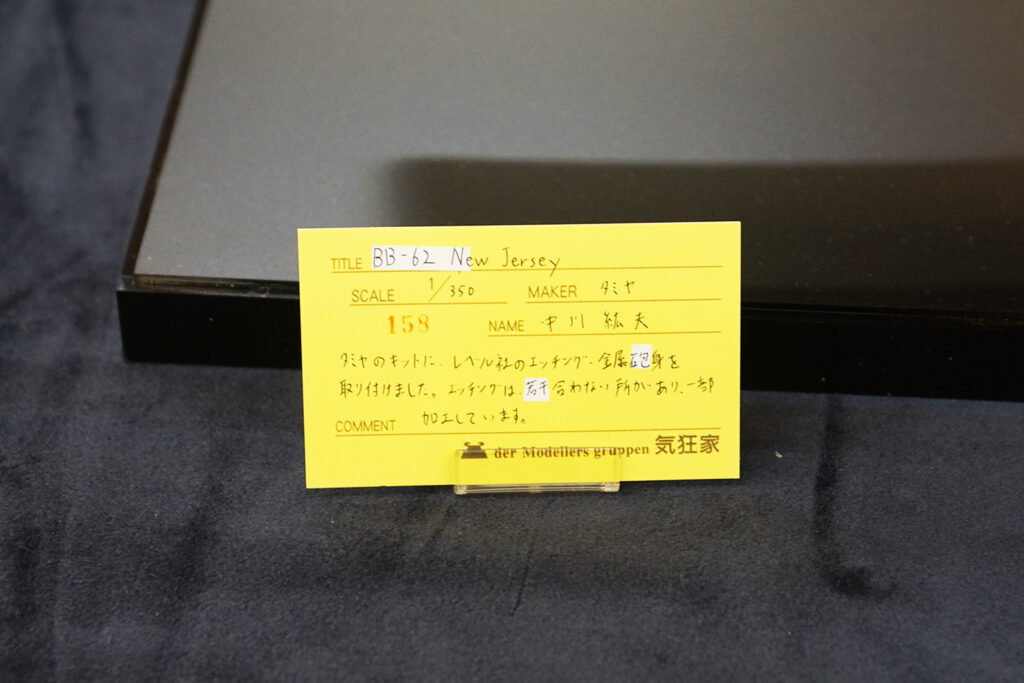 TITLE BB-62 New Jersey
SCALE 1/350 MAKER タミヤ
158 NAME 中川 紘夫
タミヤのキットに、レベル社のエッチング、金属砲身を
取り付けました。エッチングは、若干合わない所があり、一部
COMMENT 加工しています。
der Modellers gruppen 気狂家